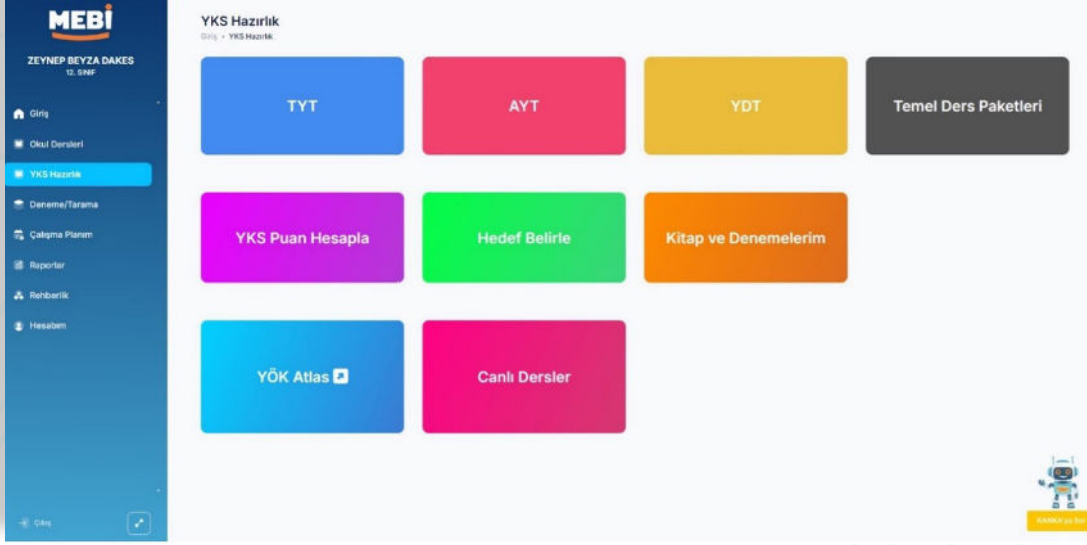 MEBİ
ZEYNEP BEYZA DAKES
12. SINIF
Giriş
Okul Dersleri
YKS Hazırlık
Deneme/Tarama
Çalışma Planım
Raporlar
Rehberlik
Hesabım
Çıkış
YKS Hazırlık
Giriş • YKS Hazırlık
TYT
AYT
YDT
Temel Ders Paketleri
YKS Puan Hesapla
Hedef Belirle
Kitap ve Denemelerim
YÖK Atlas
Canlı Dersler